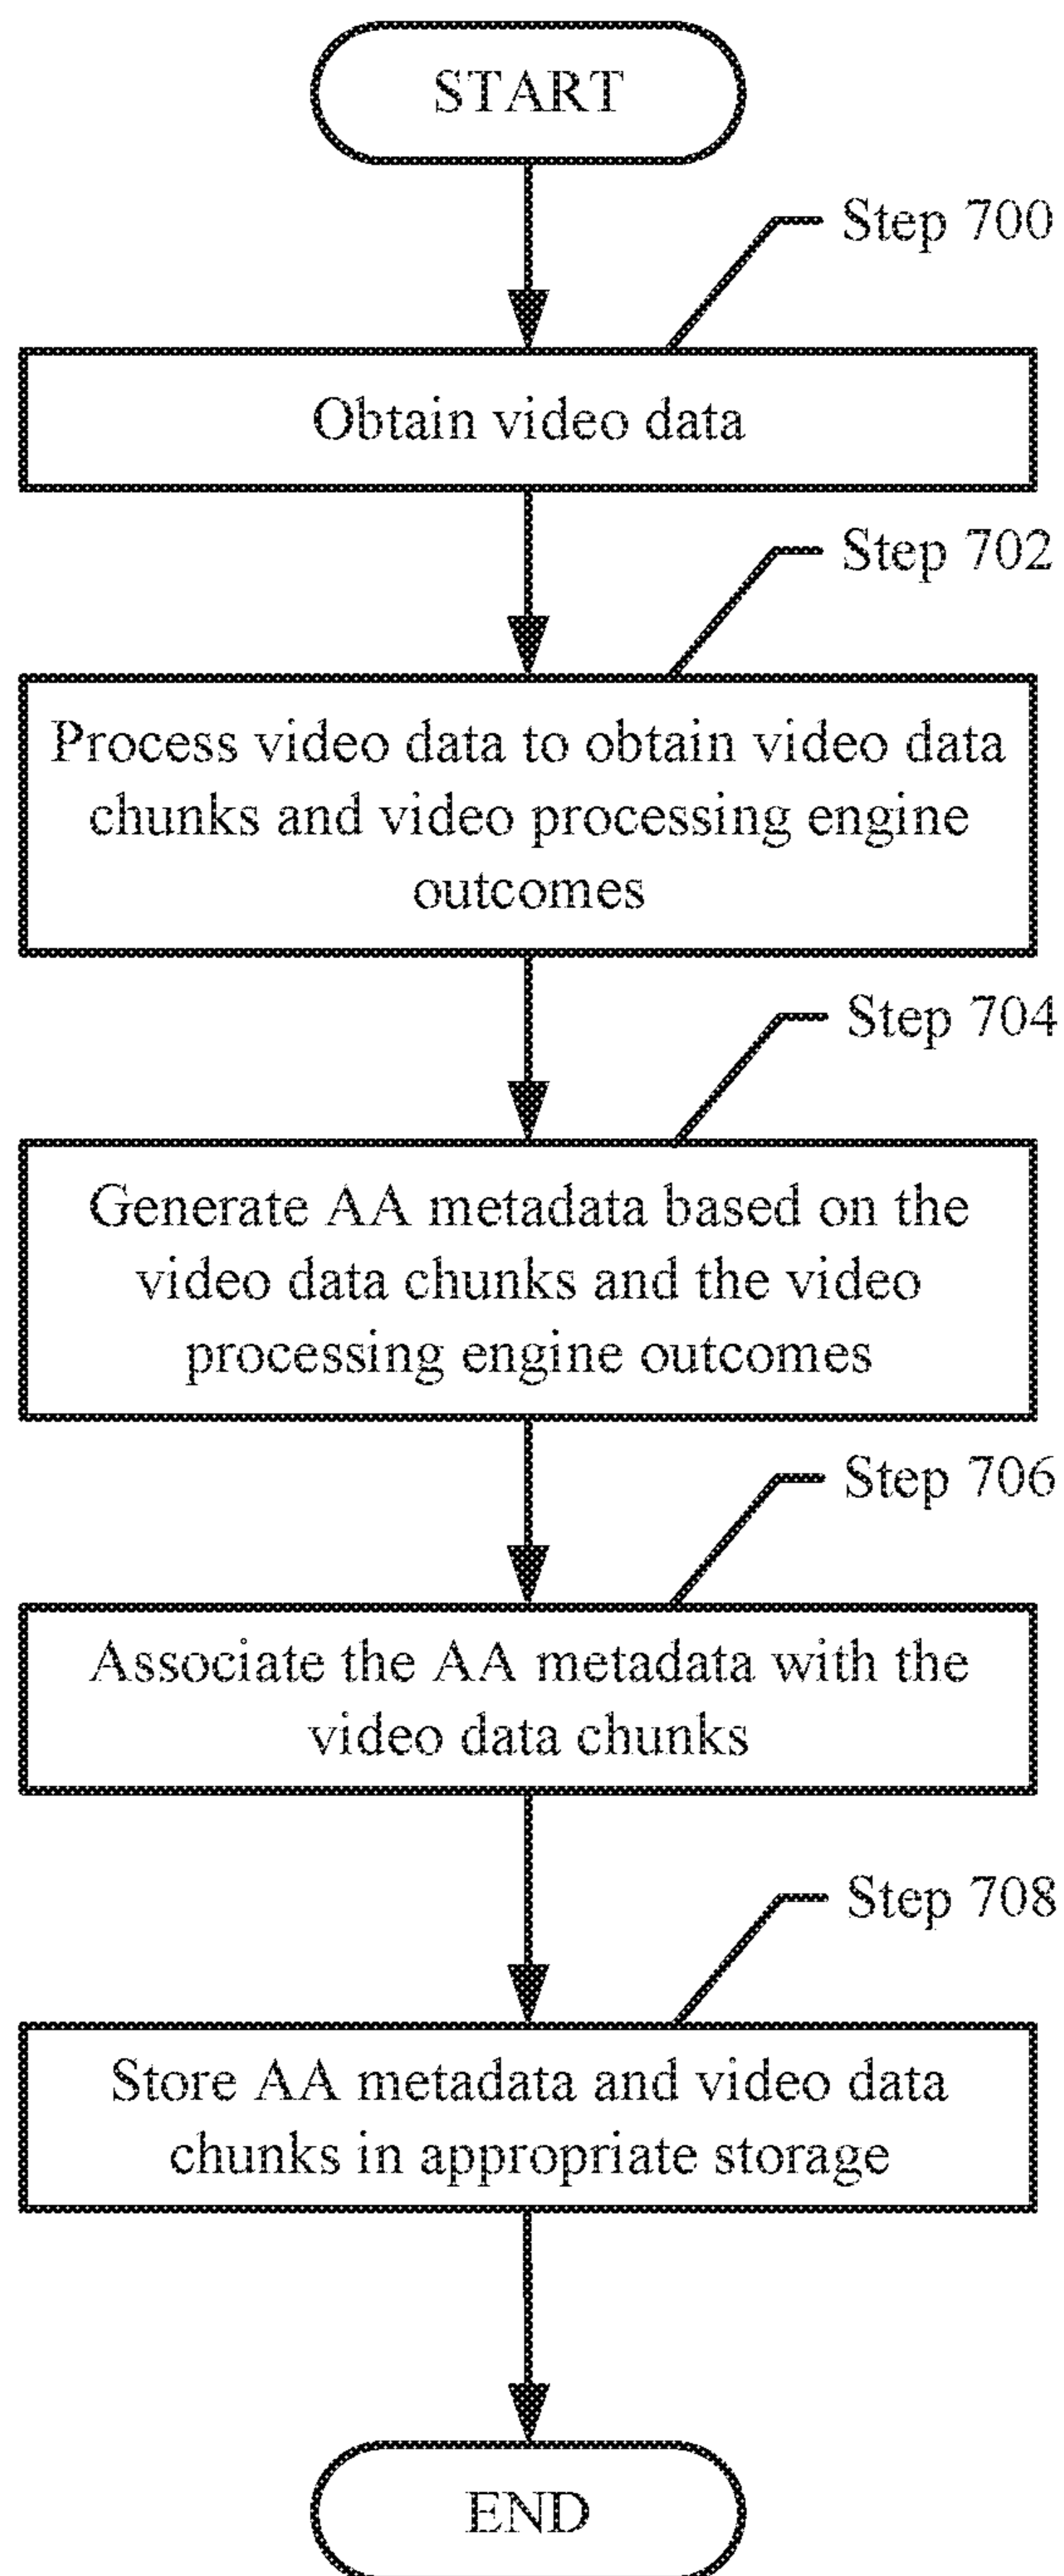 START
Step 700
Obtain video data
Step 702
Process video data to obtain video data
chunks and video processing engine
outcomes
Step 704
Generate AA metadata based on the
video data chunks and the video
processing engine outcomes
Step 706
Associate the AA metadata with the
video data chunks
Step 708
Store AA metadata and video data
chunks in appropriate storage
END